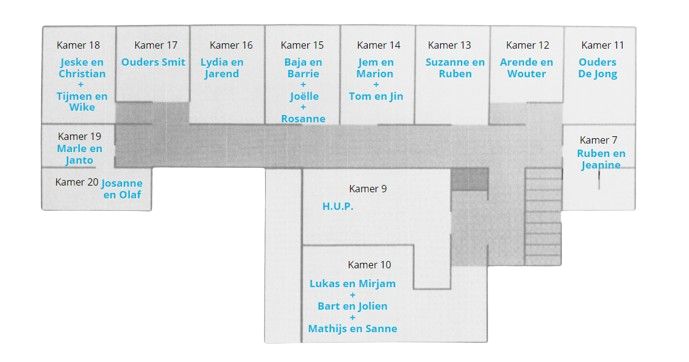 Kamer 18
Jeske en
Christian
+
Tijmen en
Wike
Kamer 17
Ouders Smit
Kamer 16
Lydia en
Jarend
Kamer 15
Baja en
Barrie
+
Joëlle
+
Rosanne
Kamer 14
Jem en
Marion
+
Tom en Jin
Kamer 13
Suzanne en
Ruben
Kamer 12
Arende en
Wouter
Kamer 11
Ouders
De Jong
Kamer 19
Marle en
Janto
Kamer 7
Ruben en
Jeanine
Kamer 20 Josanne
en Olaf
Kamer 9
H.U.P.
Kamer 10
Lukas en Mirjam
+
Bart en Jolien
+
Mathijs en Sanne